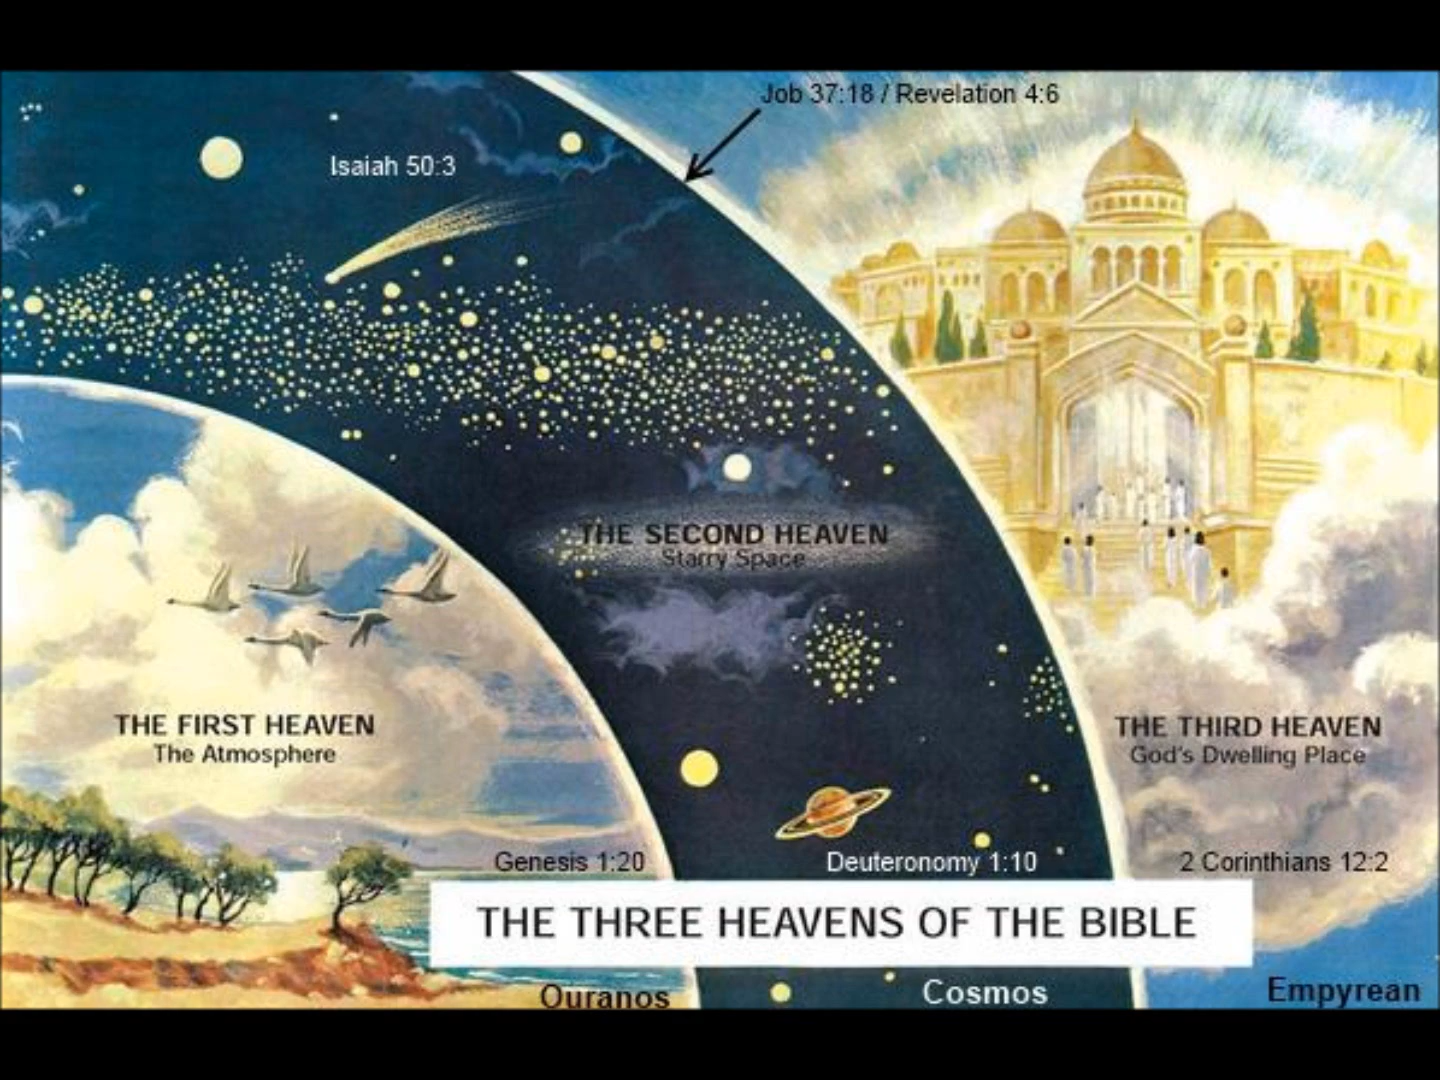 Job 37:18 / Revelation 4:6
Isaiah 50:3
THE SECOND HEAVEN
Starry Space
THE FIRST HEAVEN
The Atmosphere
THE THIRD HEAVEN
God's Dwelling Place
Genesis 1:20
Deuteronomy 1:10
2 Corinthians 12:2
THE THREE HEAVENS OF THE BIBLE
Ouranos
Cosmos
Empyrean